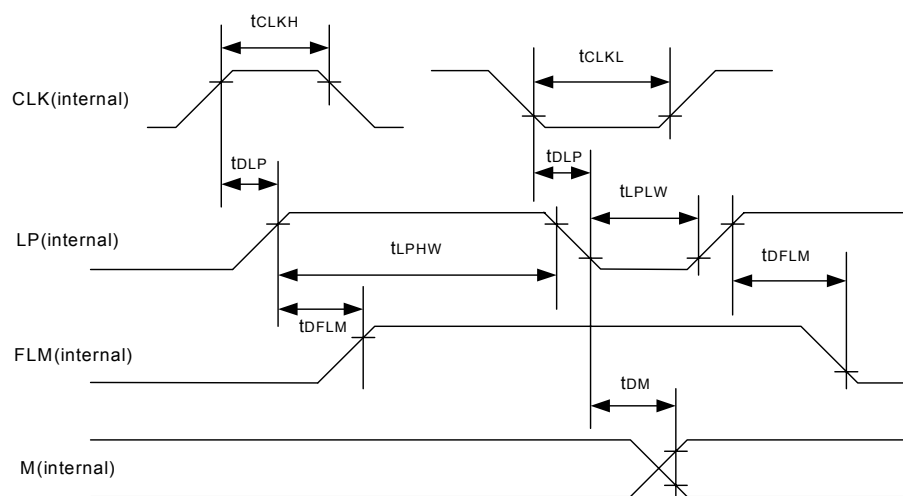 tCLKH
tCLKL
CLK(internal)
tDLP
tDLP
tLPLW
LP(internal)
tLPHW
tDFLM
tDFLM
FLM(internal)
tDM
M(internal)